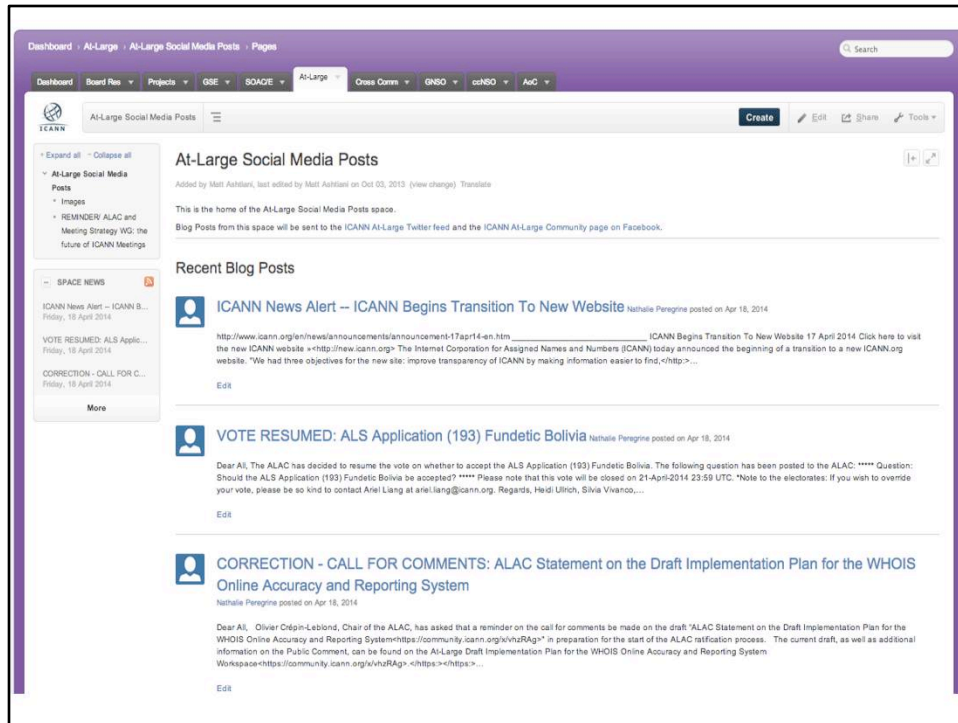 Dashboard › At-Large › At-Large Social Media Posts › Pages
Search
Dashboard Board Res Projects GSE SOAC/E At-Large Cross Comm GNSO ccNSO AoC
ICANN
At-Large Social Media Posts
Create Edit Share Tools
Expand all Collapse all
At-Large Social Media
Posts
Images
REMINDER/ ALAC and
Meeting Strategy WG: the
future of ICANN Meetings
SPACE NEWS
ICANN News Alert -- ICANN B...
Friday, 18 April 2014
VOTE RESUMED: ALS Applic...
Friday, 18 April 2014
CORRECTION - CALL FOR C...
Friday, 18 April 2014
More
At-Large Social Media Posts
Added by Matt Ashtiani, last edited by Matt Ashtiani on Oct 03, 2013 (view change) Translate
This is the home of the At-Large Social Media Posts space.
Blog Posts from this space will be sent to the ICANN At-Large Twitter feed and the ICANN At-Large Community page on Facebook.
Recent Blog Posts
ICANN News Alert -- ICANN Begins Transition To New Website Nathalie Peregrine posted on Apr 18, 2014
http://www.icann.org/en/news/announcements/announcement-17apr14-en.htm ______________________________ ICANN Begins Transition To New Website 17 April 2014 Click here to visit
the new ICANN website »<http://new.icann.org> The Internet Corporation for Assigned Names and Numbers (ICANN) today announced the beginning of a transition to a new ICANN.org
website. "We had three objectives for the new site: improve transparency of ICANN by making information easier to find,</http:>...
Edit
VOTE RESUMED: ALS Application (193) Fundetic Bolivia Nathalie Peregrine posted on Apr 18, 2014
Dear All, The ALAC has decided to resume the vote on whether to accept the ALS Application (193) Fundetic Bolivia. The following question has been posted to the ALAC: ***** Question:
Should the ALS Application (193) Fundetic Bolivia be accepted? ***** Please note that this vote will be closed on 21-April-2014 23:59 UTC. *Note to the electorates: If you wish to override
your vote, please be so kind to contact Ariel Liang at ariel.liang@icann.org. Regards, Heidi Ullrich, Silvia Vivanco,...
Edit
CORRECTION - CALL FOR COMMENTS: ALAC Statement on the Draft Implementation Plan for the WHOIS
Online Accuracy and Reporting System
Nathalie Peregrine posted on Apr 18, 2014
Dear All, Olivier Crépin-Leblond, Chair of the ALAC, has asked that a reminder on the call for comments be made on the draft "ALAC Statement on the Draft Implementation Plan for the
WHOIS Online Accuracy and Reporting System<https://community.icann.org/x/vhzRAg>" in preparation for the start of the ALAC ratification process. The current draft, as well as additional
information on the Public Comment, can be found on the At-Large Draft Implementation Plan for the WHOIS Online Accuracy and Reporting System
Workspace<https://community.icann.org/x/vhzRAg>.</https:></https:>...
Edit